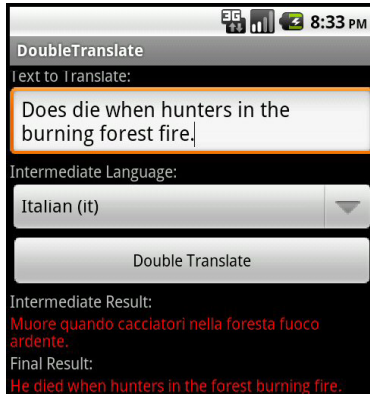 3G 8:33 PM
DoubleTranslate
Text to Translate:
Does die when hunters in the
burning forest fire.
Intermediate Language:
Italian (it)
Double Translate
Intermediate Result:
Muore quando cacciatori nella foresta fuoco
ardente.
Final Result:
He died when hunters in the forest burning fire.